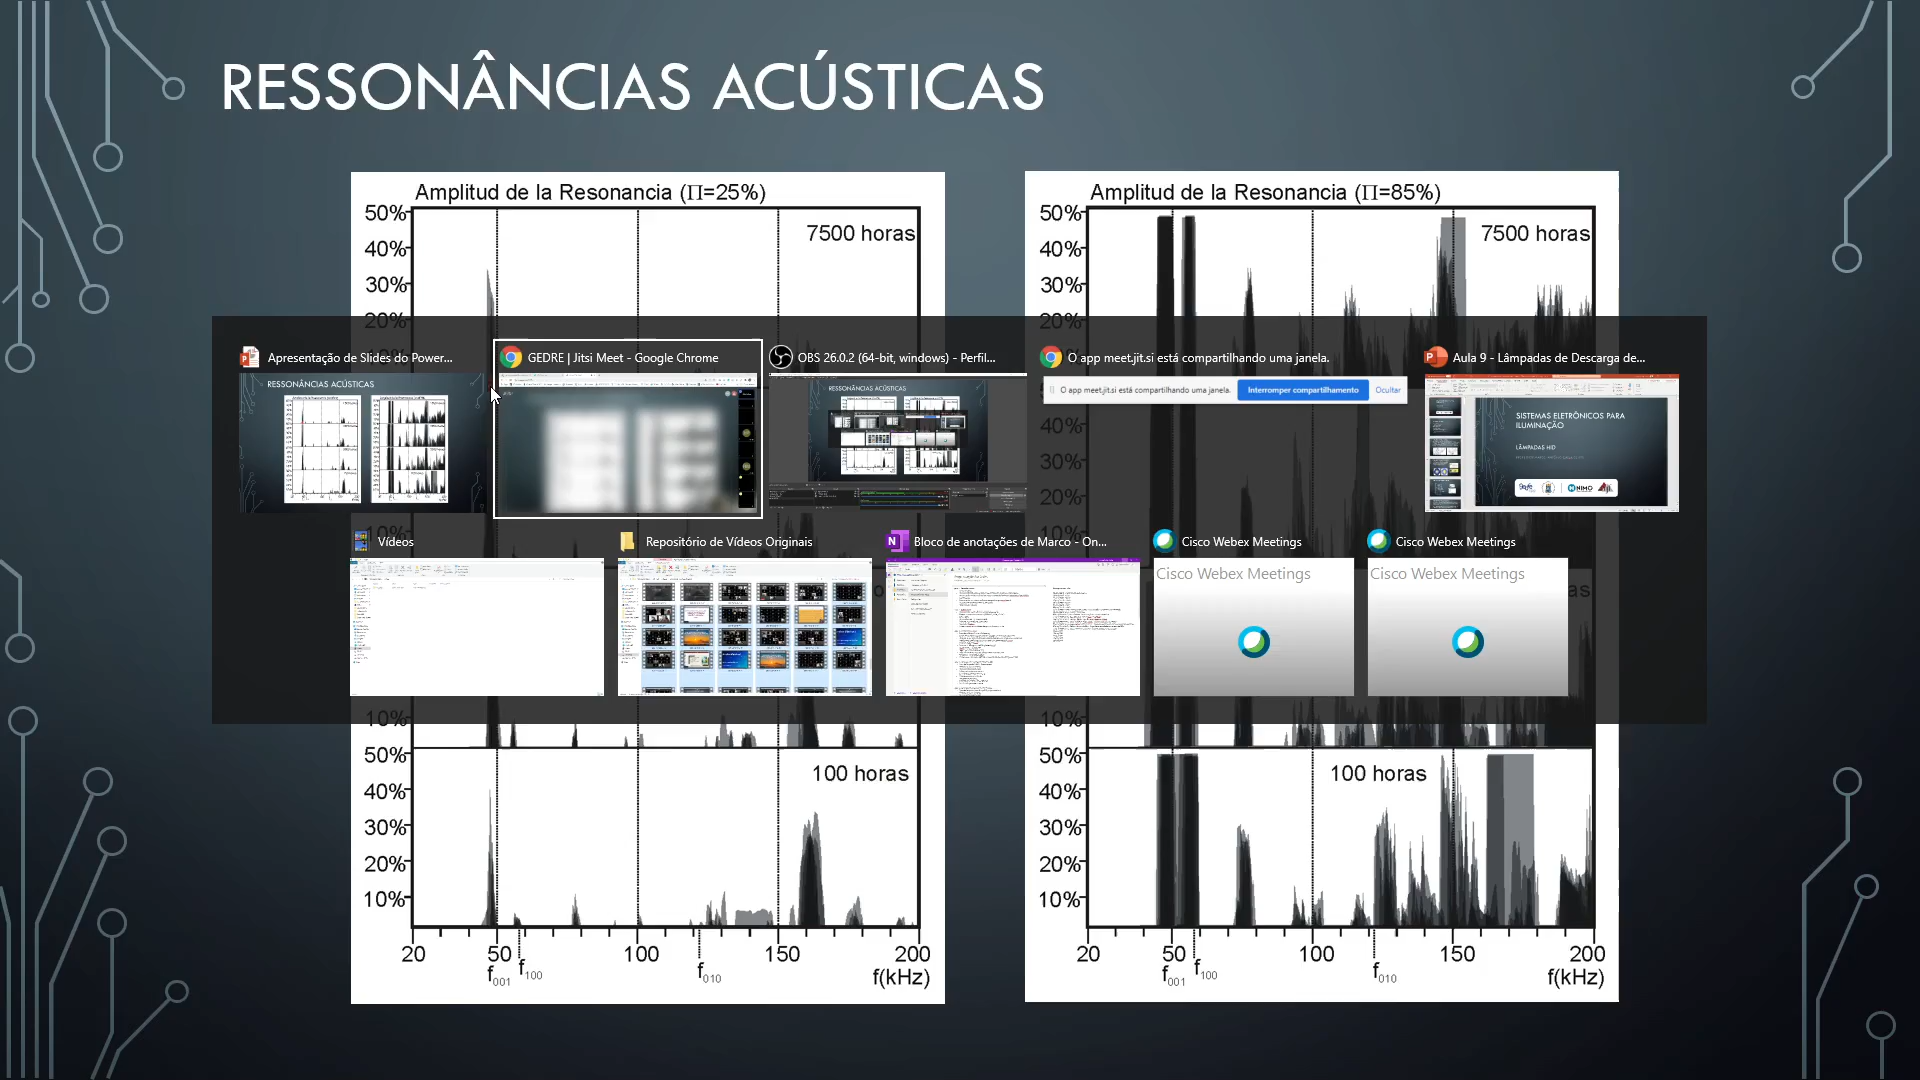 RESSONÂNCIAS ACÚSTICAS
Amplitud de la Resonancia (Π=25%)
50%
40%
30%
20%
7500 horas
Amplitud de la Resonancia (Π=85%)
50%
40%
30%
20%
7500 horas
Apresentação de Slides do Power...
GEDRE | Jitsi Meet - Google Chrome
OBS 26.0.2 (64-bit, windows) - Perfil...
O app meet.jit.si está compartilhando uma janela.
Aula 9 - Lâmpadas de Descarga de...
RESSONÂNCIAS ACÚSTICAS
RESSONÂNCIAS ACÚSTICAS
O app meet.jit.si está compartilhando uma janela.
Interromper compartilhamento
Ocultar
SISTEMAS ELETRÔNICOS PARA
ILUMINAÇÃO
LÂMPADAS HID
NIMO
40%
30%
20%
10%
10%
Vídeos
Repositório de Vídeos Originais
Bloco de anotações de Marco - On...
Cisco Webex Meetings
Cisco Webex Meetings
Cisco Webex Meetings
Cisco Webex Meetings
10%
10%
50%
40%
30%
20%
10%
100 horas
20 50 100 150 200
f001 f100 f010 f(kHz)
50%
40%
30%
20%
10%
100 horas
20 50 100 150 200
f001 f100 f010 f(kHz)